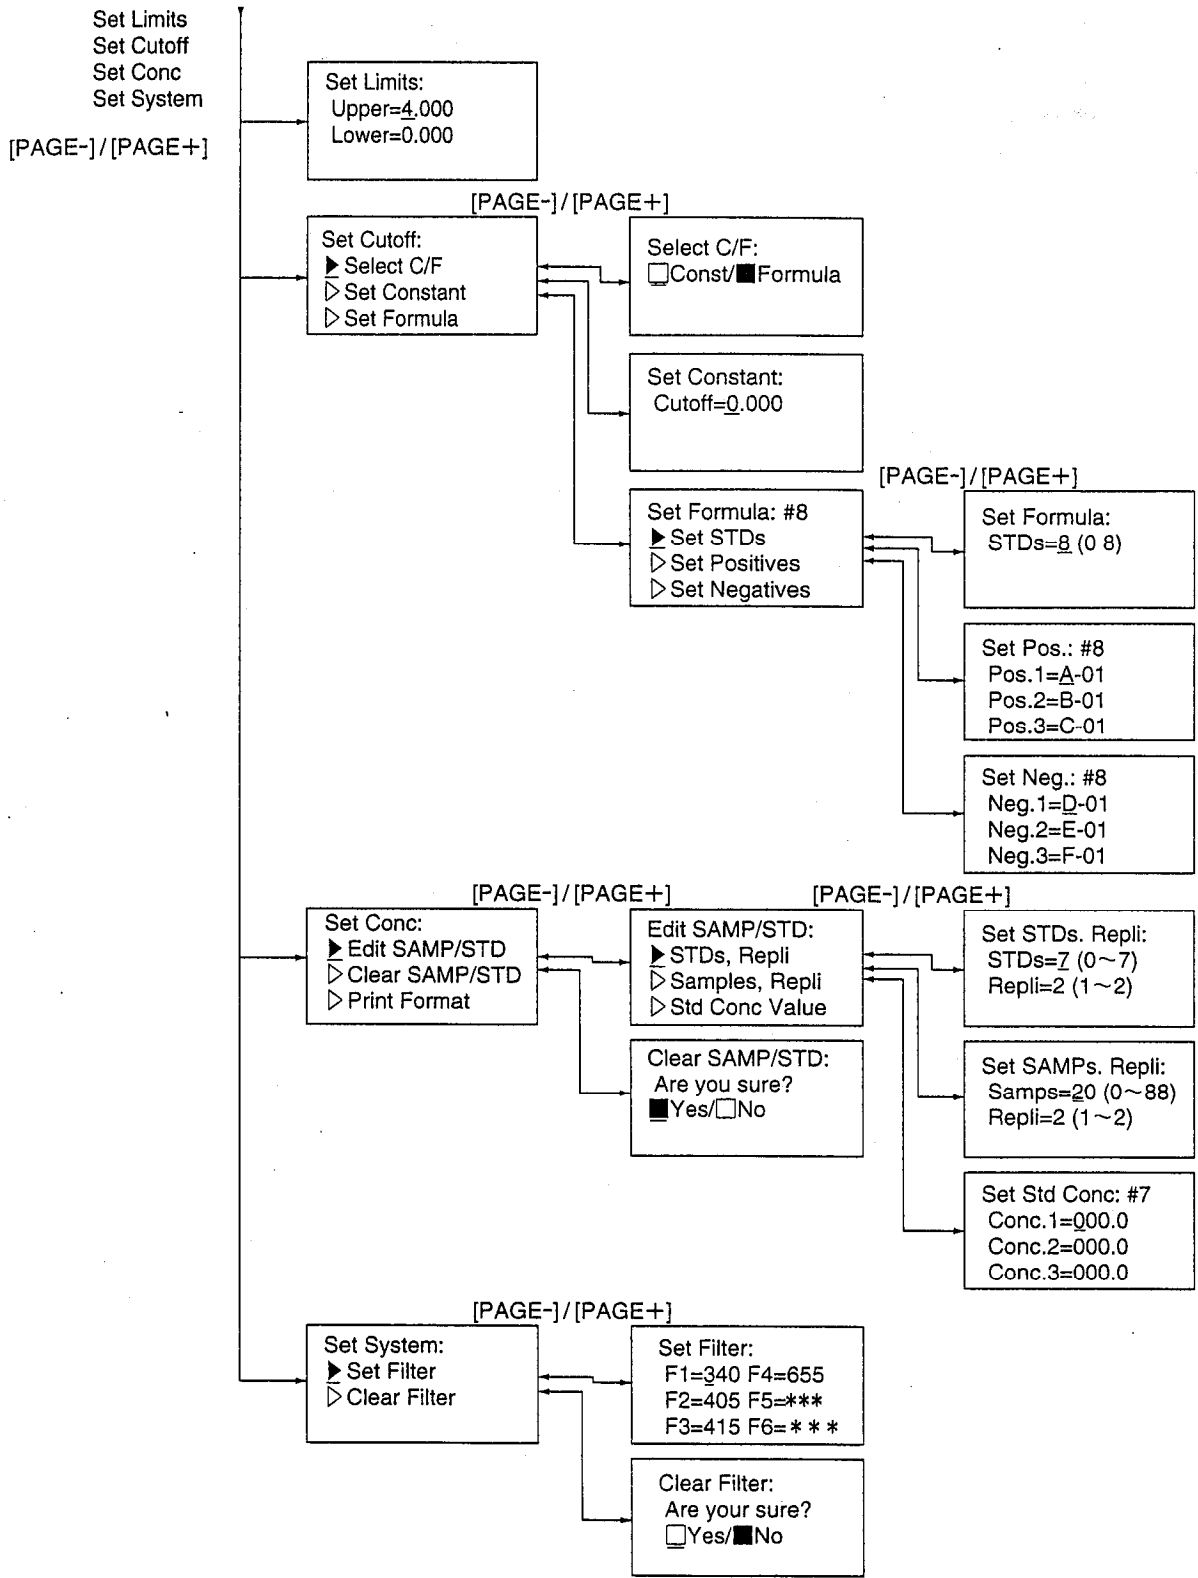 Set Limits
Set Cutoff
Set Conc
Set System
[PAGE-]/[PAGE+]
Set Limits:
Upper=4.000
Lower=0.000
[PAGE-]/[PAGE+]
Set Cutoff:
▶Select C/F
▷Set Constant
▷Set Formula
Select C/F:
□Const/■Formula
Set Constant:
Cutoff=0.000
[PAGE-]/[PAGE+]
Set Formula: #8
▶Set STDs
▷Set Positives
▷Set Negatives
Set Formula:
STDs=8 (0 8)
Set Pos.: #8
Pos.1=A-01
Pos.2=B-01
Pos.3=C-01
Set Neg.: #8
Neg.1=D-01
Neg.2=E-01
Neg.3=F-01
[PAGE-]/[PAGE+]
[PAGE-]/[PAGE+]
Set Conc:
▶Edit SAMP/STD
▷Clear SAMP/STD
▷Print Format
Edit SAMP/STD:
▶STDs, Repli
▷Samples, Repli
▷Std Conc Value
Set STDs. Repli:
STDs=7 (0~7)
Repli=2 (1~2)
Clear SAMP/STD:
Are you sure?
■Yes/□No
Set SAMPs. Repli:
Samps=20 (0~88)
Repli=2 (1~2)
Set Std Conc: #7
Conc.1=000.0
Conc.2=000.0
Conc.3=000.0
[PAGE-]/[PAGE+]
Set System:
▶Set Filter
▷Clear Filter
Set Filter:
F1=340 F4=655
F2=405 F5=***
F3=415 F6=***
Clear Filter:
Are your sure?
□Yes/■No